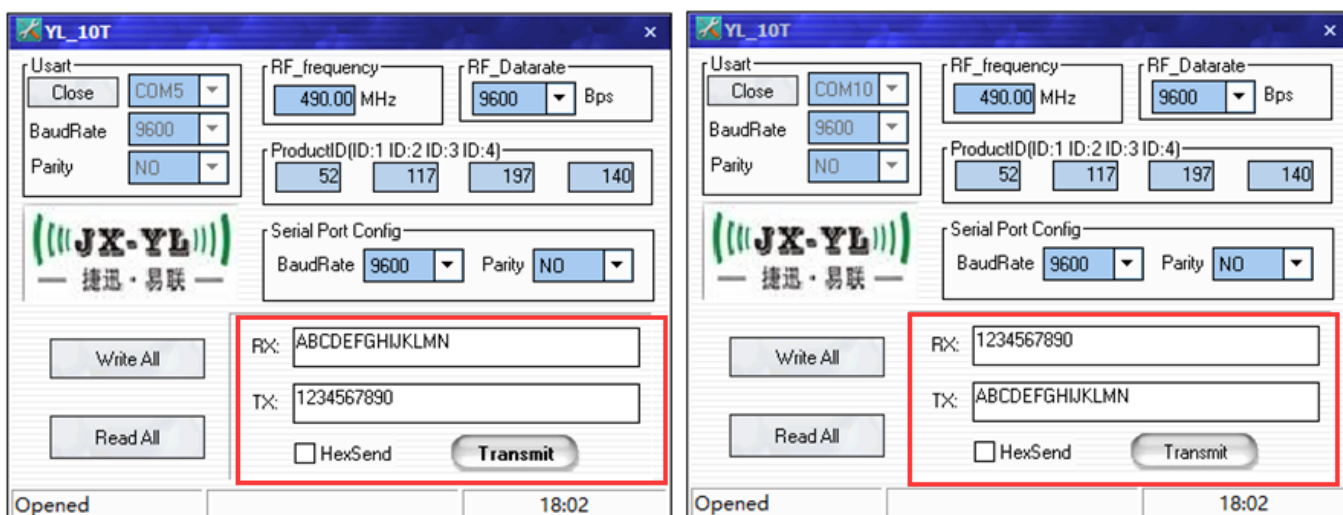 YL_10T
Usart
Close COM5
BaudRate 9600
Parity NO
RF_frequency
490.00 MHz
RF_Datarate
9600 Bps
ProductID(ID:1 ID:2 ID:3 ID:4)
52 117 197 140
Serial Port Config
BaudRate 9600 Parity NO
JX-YL
捷迅·易联
Write All
Read All
RX: ABCDEFGHIJKLMN
TX: 1234567890
HexSend Transmit
Opened 18:02
YL_10T
Usart
Close COM10
BaudRate 9600
Parity NO
RF_frequency
490.00 MHz
RF_Datarate
9600 Bps
ProductID(ID:1 ID:2 ID:3 ID:4)
52 117 197 140
Serial Port Config
BaudRate 9600 Parity NO
JX-YL
捷迅·易联
Write All
Read All
RX: 1234567890
TX: ABCDEFGHIJKLMN
HexSend Transmit
Opened 18:02